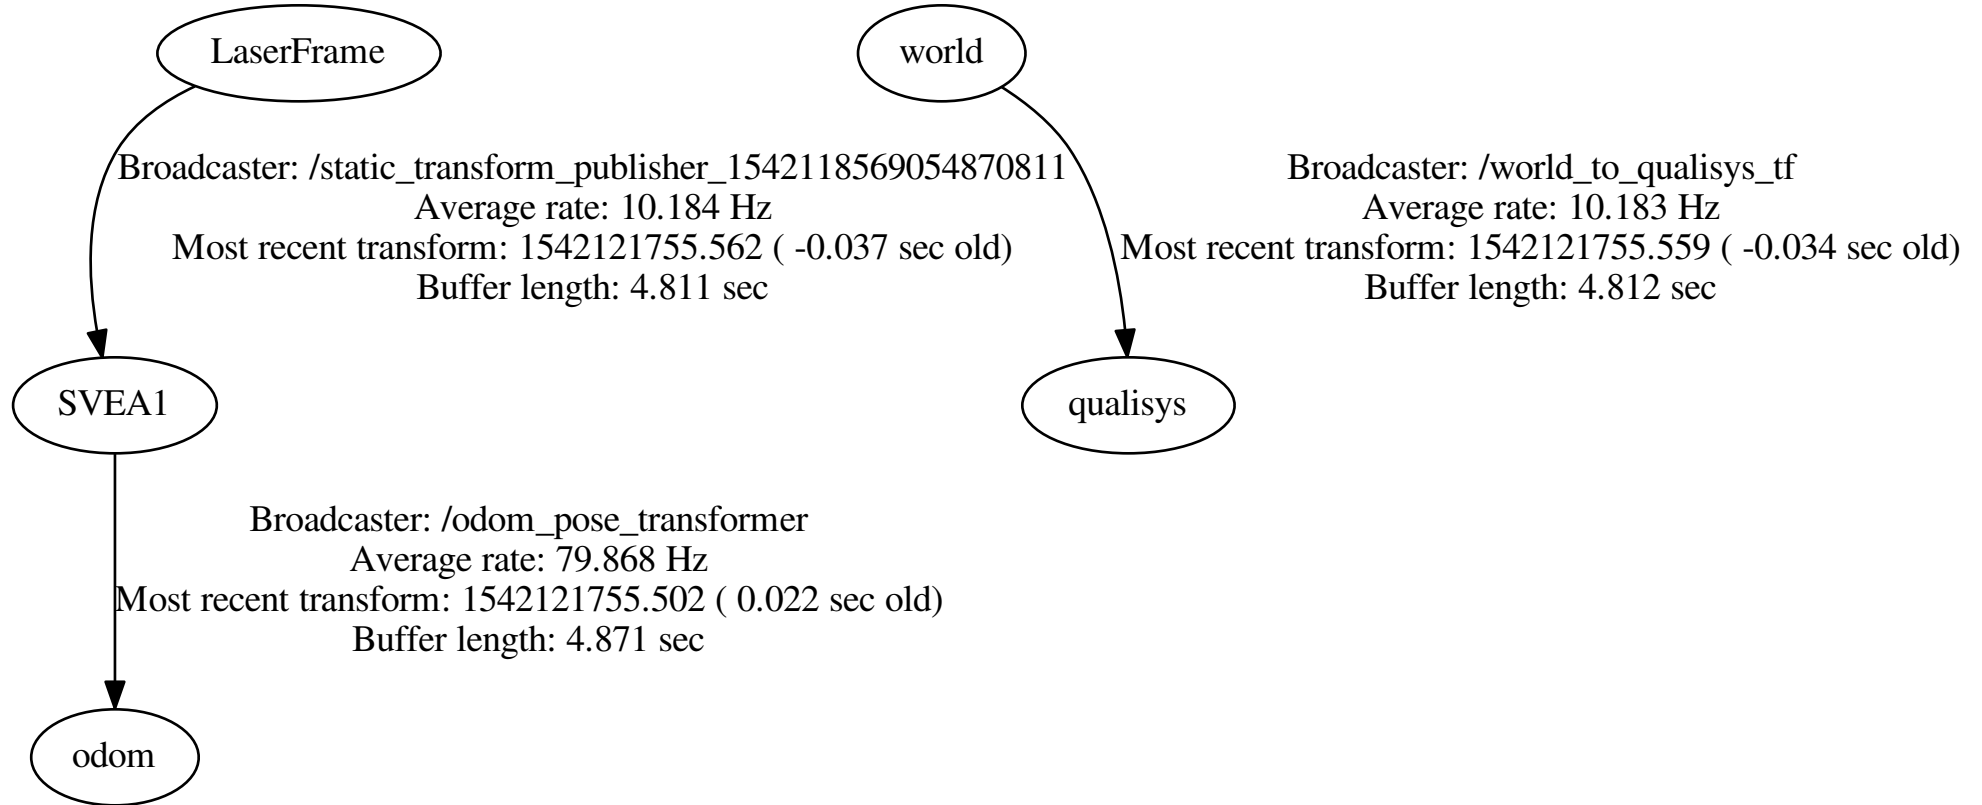 LaserFrame
world
Broadcaster: /static_transform_publisher_1542118569054870811
Average rate: 10.184 Hz
Most recent transform: 1542121755.562 ( -0.037 sec old)
Buffer length: 4.811 sec
Broadcaster: /world_to_qualisys_tf
Average rate: 10.183 Hz
Most recent transform: 1542121755.559 ( -0.034 sec old)
Buffer length: 4.812 sec
SVEA1
qualisys
Broadcaster: /odom_pose_transformer
Average rate: 79.868 Hz
Most recent transform: 1542121755.502 ( 0.022 sec old)
Buffer length: 4.871 sec
odom